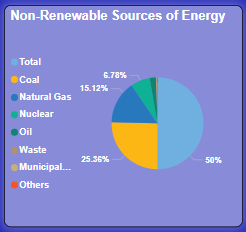 Non-Renewable Sources of Energy
Total
Coal
Natural Gas
Nuclear
Oil
Waste
Municipal...
Others
6.78%
15.12%
25.36%
50%